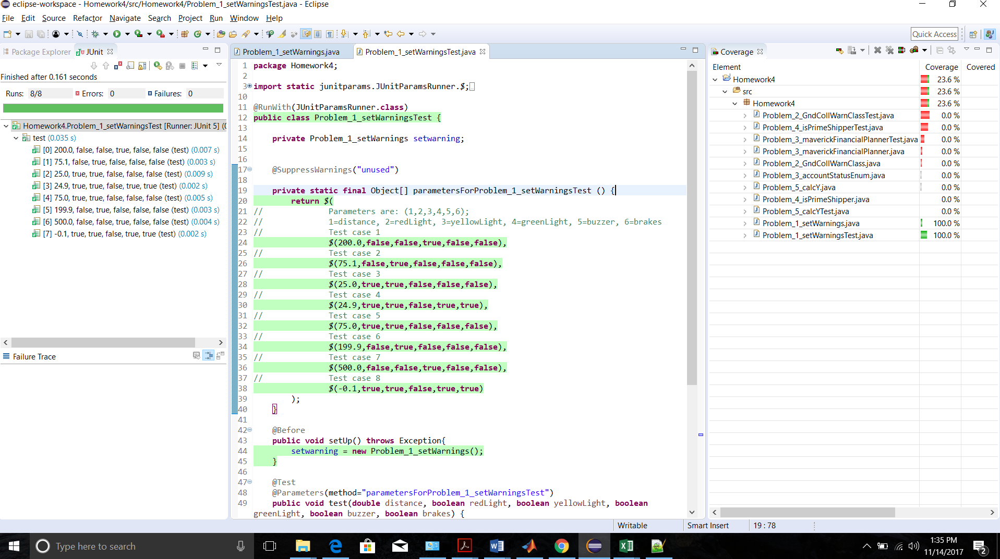 eclipse-workspace - Homework4/src/Homework4/Problem_1_setWarningsTest.java - Eclipse
File Edit Source Refactor Navigate Search Project Run Window Help
Quick Access
Package Explorer JUnit
Finished after 0.161 seconds
Runs: 8/8 Errors: 0 Failures: 0
Homework4.Problem_1_setWarningsTest [Runner: JUnit 5] (0
test (0.035 s)
[0] 200.0, false, false, true, false, false (test) (0.007 s)
[1] 75.1, false, true, false, false, false (test) (0.003 s)
[2] 25.0, true, true, false, false, false (test) (0.009 s)
[3] 24.9, true, true, false, true, true (test) (0.002 s)
[4] 75.0, true, true, false, false, false (test) (0.005 s)
[5] 199.9, false, true, false, false, false (test) (0.003 s)
[6] 500.0, false, false, true, false, false (test) (0.004 s)
[7] -0.1, true, true, false, true, true (test) (0.002 s)
Failure Trace
Problem_1_setWarnings.java Problem_1_setWarningsTest.java
1 package Homework4;
2
3 import static junitparams.JUnitParamsRunner.$;
10
11 @RunWith(JUnitParamsRunner.class)
12 public class Problem_1_setWarningsTest {
13
14 private Problem_1_setWarnings setwarning;
15
16
17 @SuppressWarnings("unused")
18
19 private static final Object[] parametersForProblem_1_setWarningsTest () {
20 return $(
21 // Parameters are: (1,2,3,4,5,6);
22 // 1=distance, 2=redLight, 3=yellowLight, 4=greenLight, 5=buzzer, 6=brakes
23 // Test case 1
24 $(200.0,false,false,true,false,false),
25 // Test case 2
26 $(75.1,false,true,false,false,false),
27 // Test case 3
28 $(25.0,true,true,false,false,false),
29 // Test case 4
30 $(24.9,true,true,false,true,true),
31 // Test case 5
32 $(75.0,true,true,false,false,false),
33 // Test case 6
34 $(199.9,false,true,false,false,false),
35 // Test case 7
36 $(500.0,false,false,true,false,false),
37 // Test case 8
38 $(-0.1,true,true,false,true,true)
39 );
40 }
41
42 @Before
43 public void setUp() throws Exception{
44 setwarning = new Problem_1_setWarnings();
45 }
46
47 @Test
48 @Parameters(method="parametersForProblem_1_setWarningsTest")
49 public void test(double distance, boolean redLight, boolean yellowLight, boolean
greenLight, boolean buzzer, boolean brakes) {
Coverage
Element Coverage Covered
Homework4 23.6 %
src 23.6 %
Homework4 23.6 %
Problem_2_GndCollWarnClassTest.java 0.0 %
Problem_4_isPrimeShipperTest.java 0.0 %
Problem_3_maverickFinancialPlannerTest.java 0.0 %
Problem_3_maverickFinancialPlanner.java 0.0 %
Problem_2_GndCollWarnClass.java 0.0 %
Problem_3_accountStatusEnum.java 0.0 %
Problem_5_calcY.java 0.0 %
Problem_4_isPrimeShipper.java 0.0 %
Problem_5_calcYTest.java 0.0 %
Problem_1_setWarnings.java 100.0 %
Problem_1_setWarningsTest.java 100.0 %
Writable Smart Insert 19 : 78
Type here to search
1:35 PM
11/14/2017
2